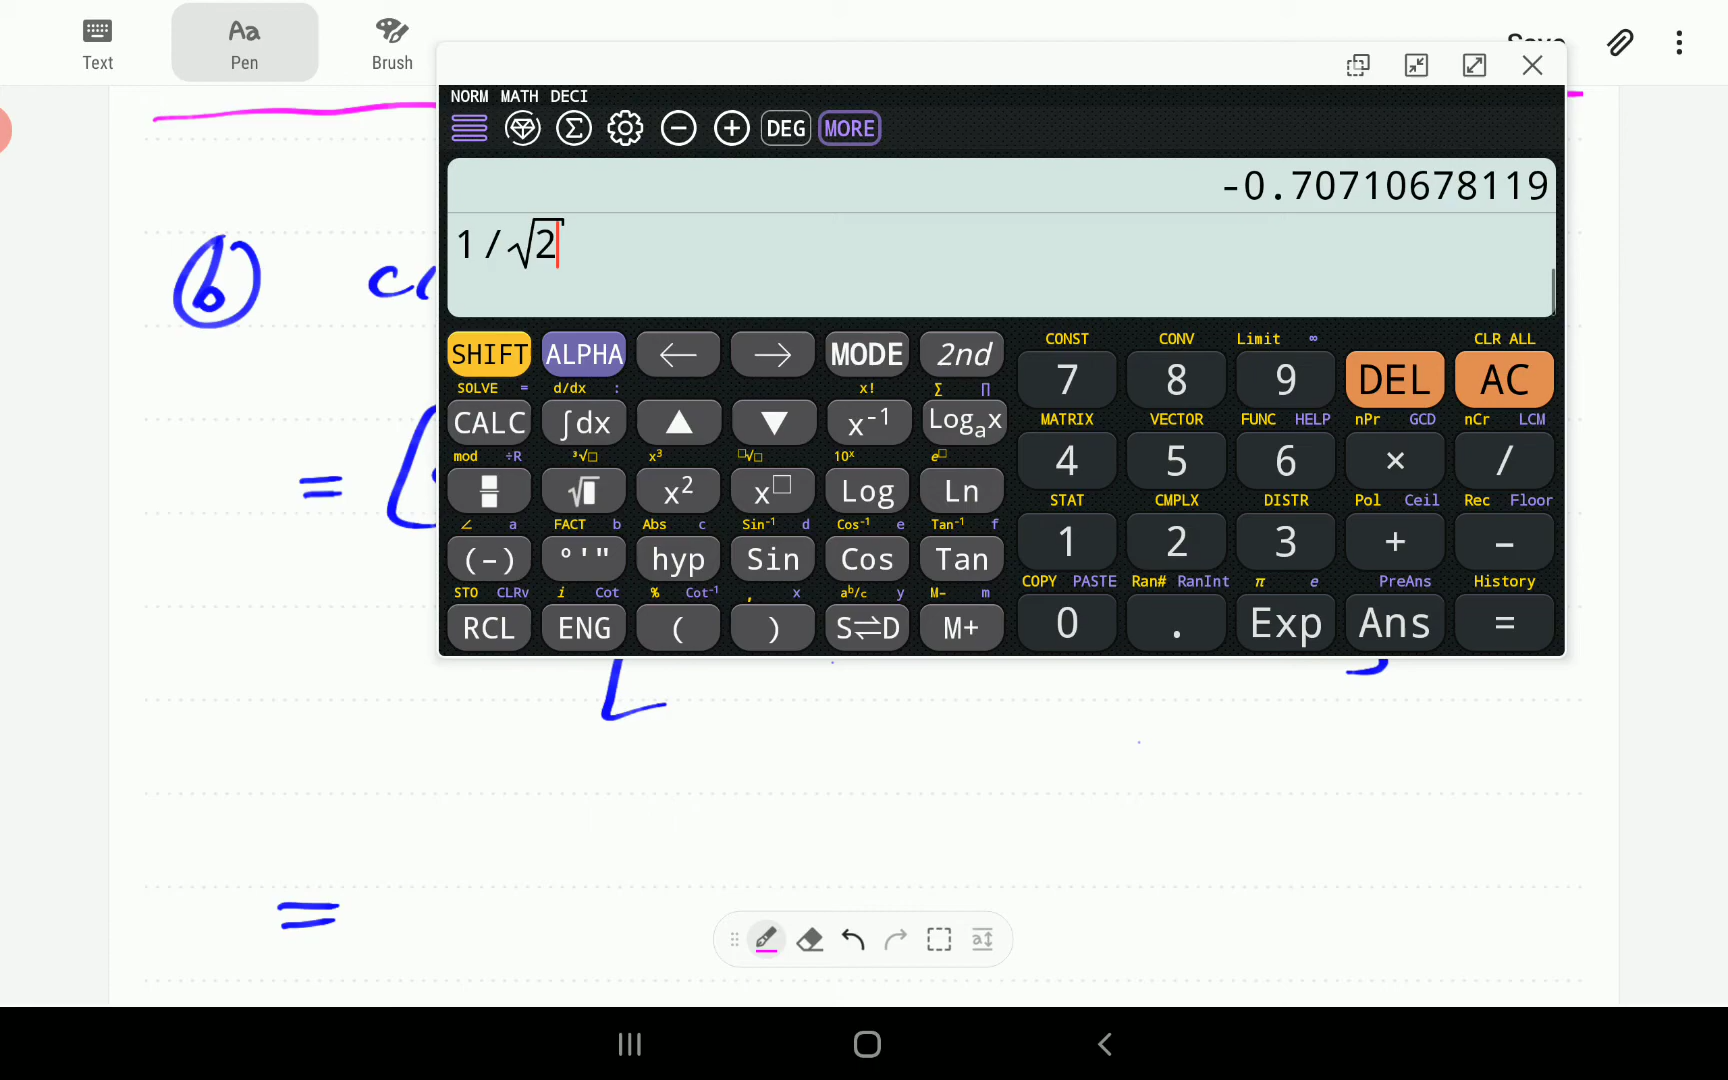 Text
Pen
Brush
NORM MATH DECI
Σ DEG MORE
-0.70710678119
1/√2
CONST CONV Limit ∞ CLR ALL
SHIFT ALPHA ← → MODE 2nd 7 8 9 DEL AC
SOLVE = d/dx : x! Σ Π
CALC ∫dx ▲ ▼ x⁻¹ Logₐx
MATRIX VECTOR FUNC HELP nPr GCD nCr LCM
4 5 6 × /
mod ÷R ³√□ x³ □√□ 10ˣ e□
√ x² x□ Log Ln
STAT CMPLX DISTR Pol Ceil Rec Floor
1 2 3 + –
∠ a FACT b Abs c Sin⁻¹ d Cos⁻¹ e Tan⁻¹ f
(–) °'" hyp Sin Cos Tan
COPY PASTE Ran# RanInt π e PreAns History
STO CLRv i Cot % Cot⁻¹ , x aᵇ/c y M– m
RCL ENG ( ) S⇌D M+ 0 . Exp Ans =
b
=
=